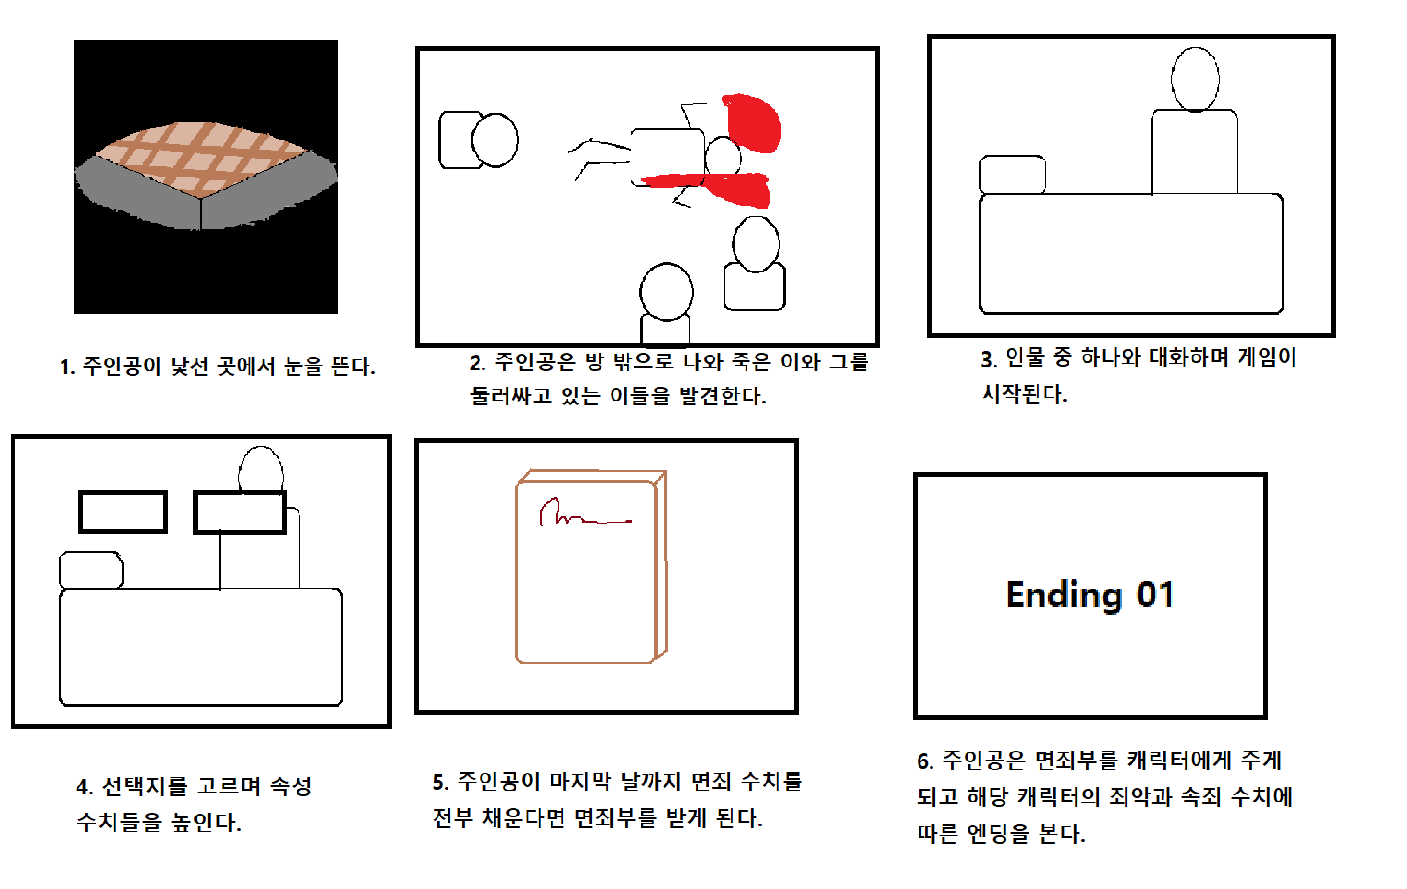 1. 주인공이 낯선 곳에서 눈을 뜬다.
2. 주인공은 방 밖으로 나와 죽은 이와 그를
둘러싸고 있는 이들을 발견한다.
3. 인물 중 하나와 대화하며 게임이
시작된다.
4. 선택지를 고르며 속성
수치들을 높인다.
5. 주인공이 마지막 날까지 면죄 수치를
전부 채운다면 면죄부를 받게 된다.
Ending 01
6. 주인공은 면죄부를 캐릭터에게 주게
되고 해당 캐릭터의 죄악과 속죄 수치에
따른 엔딩을 본다.